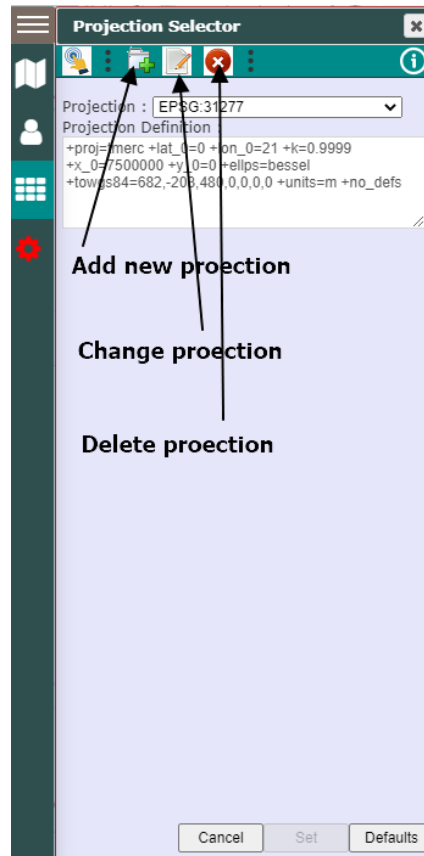 Projection Selector
Projection : EPSG:31277
Projection Definition :
+proj=tmerc +lat_0=0 +lon_0=21 +k=0.9999
+x_0=7500000 +y_0=0 +ellps=bessel
+towgs84=682,-203,480,0,0,0,0 +units=m +no_defs
Add new proection
Change proection
Delete proection
Cancel Set Defaults